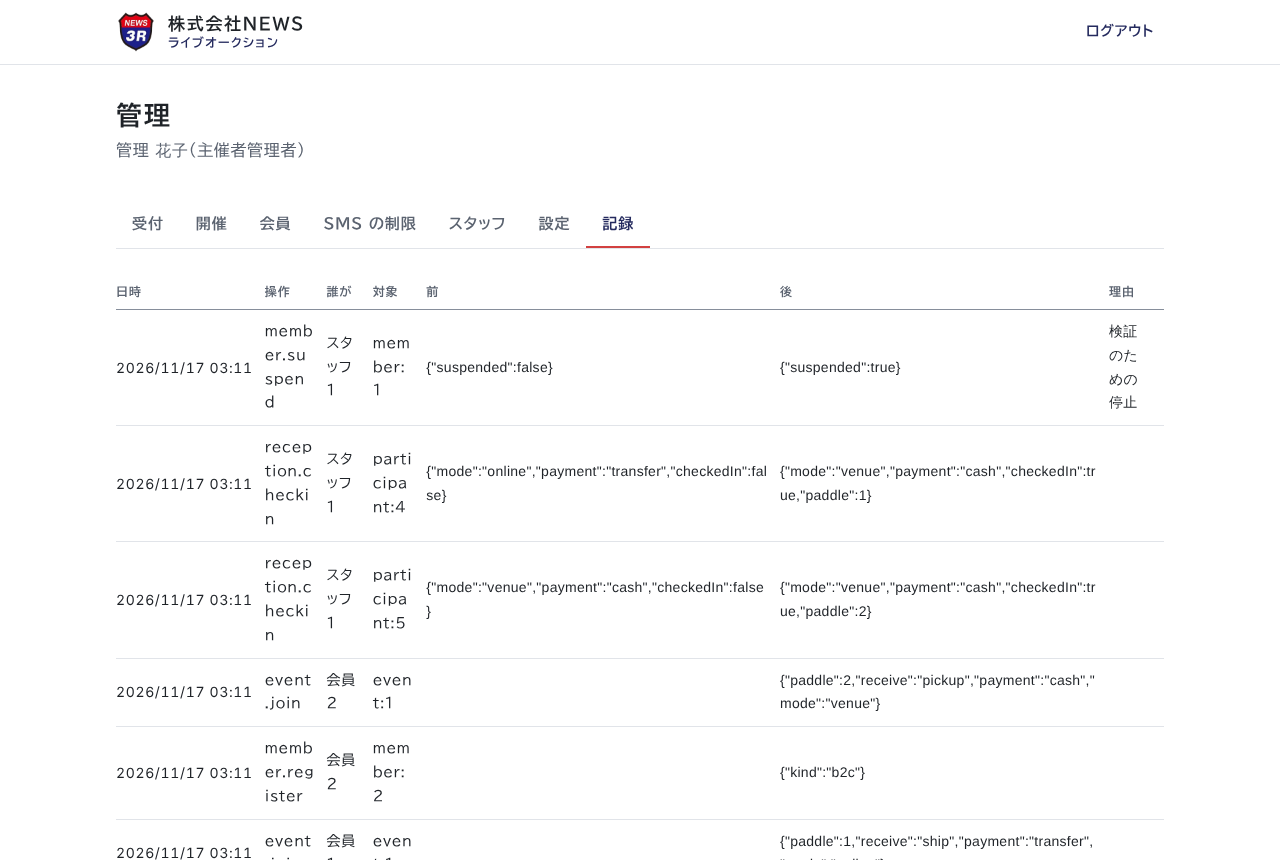 NEWS
3R
株式会社NEWS
ライブオークション
ログアウト
管理
管理 花子（主催者管理者）
受付 開催 会員 SMS の制限 スタッフ 設定 記録
日時 操作 誰が 対象 前 後 理由
2026/11/17 03:11
memb
er.su
spen
d
スタ
ッフ
1
mem
ber:
1
{"suspended":false}
{"suspended":true}
検証
のた
めの
停止
2026/11/17 03:11
recep
tion.c
hecki
n
スタ
ッフ
1
parti
cipa
nt:4
{"mode":"online","payment":"transfer","checkedIn":fal
se}
{"mode":"venue","payment":"cash","checkedIn":tr
ue,"paddle":1}
2026/11/17 03:11
recep
tion.c
hecki
n
スタ
ッフ
1
parti
cipa
nt:5
{"mode":"venue","payment":"cash","checkedIn":false
}
{"mode":"venue","payment":"cash","checkedIn":tr
ue,"paddle":2}
2026/11/17 03:11
event
.join
会員
2
even
t:1
{"paddle":2,"receive":"pickup","payment":"cash","
mode":"venue"}
2026/11/17 03:11
memb
er.reg
ister
会員
2
mem
ber:
2
{"kind":"b2c"}
2026/11/17 03:11
event
会員
even
{"paddle":1,"receive":"ship","payment":"transfer",